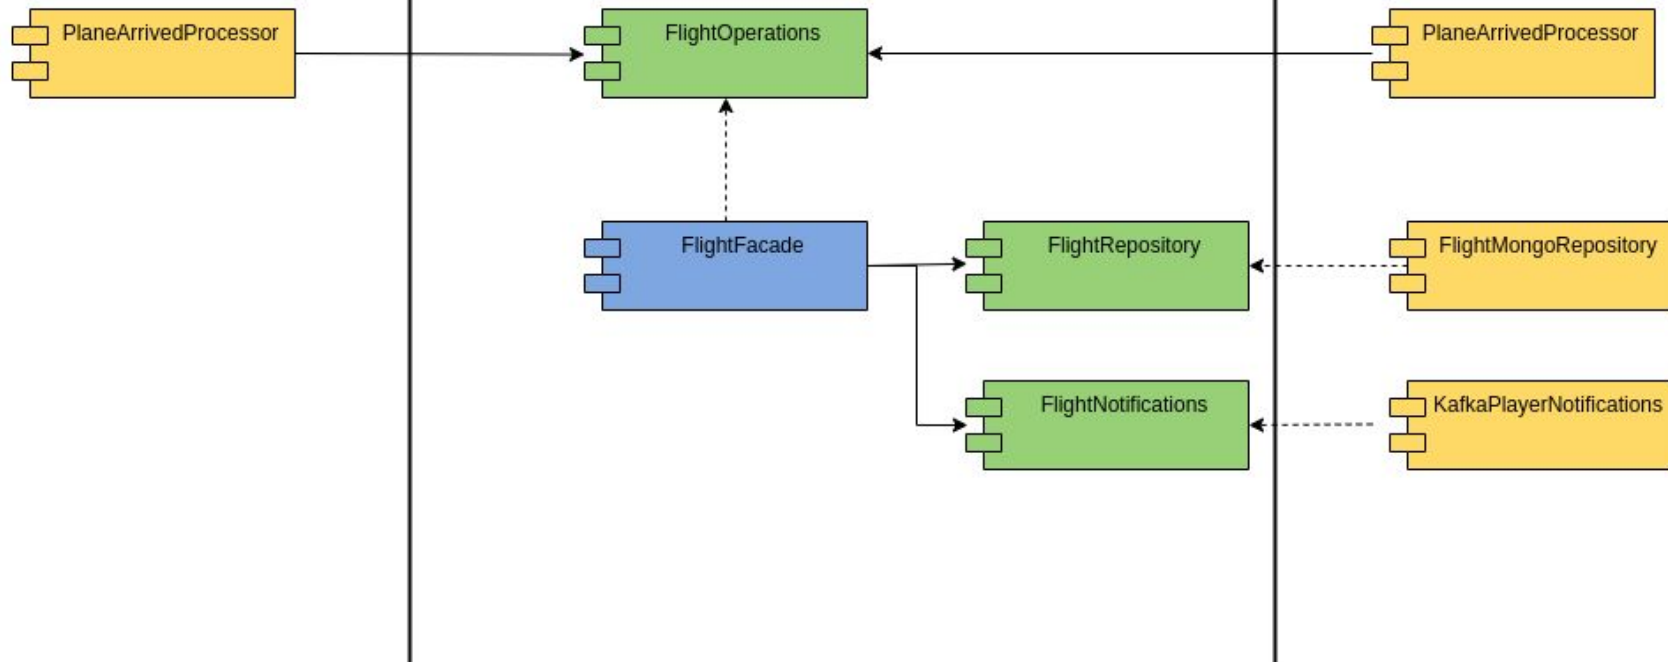 PlaneArrivedProcessor
FlightOperations
PlaneArrivedProcessor
FlightFacade
FlightRepository
FlightMongoRepository
FlightNotifications
KafkaPlayerNotifications